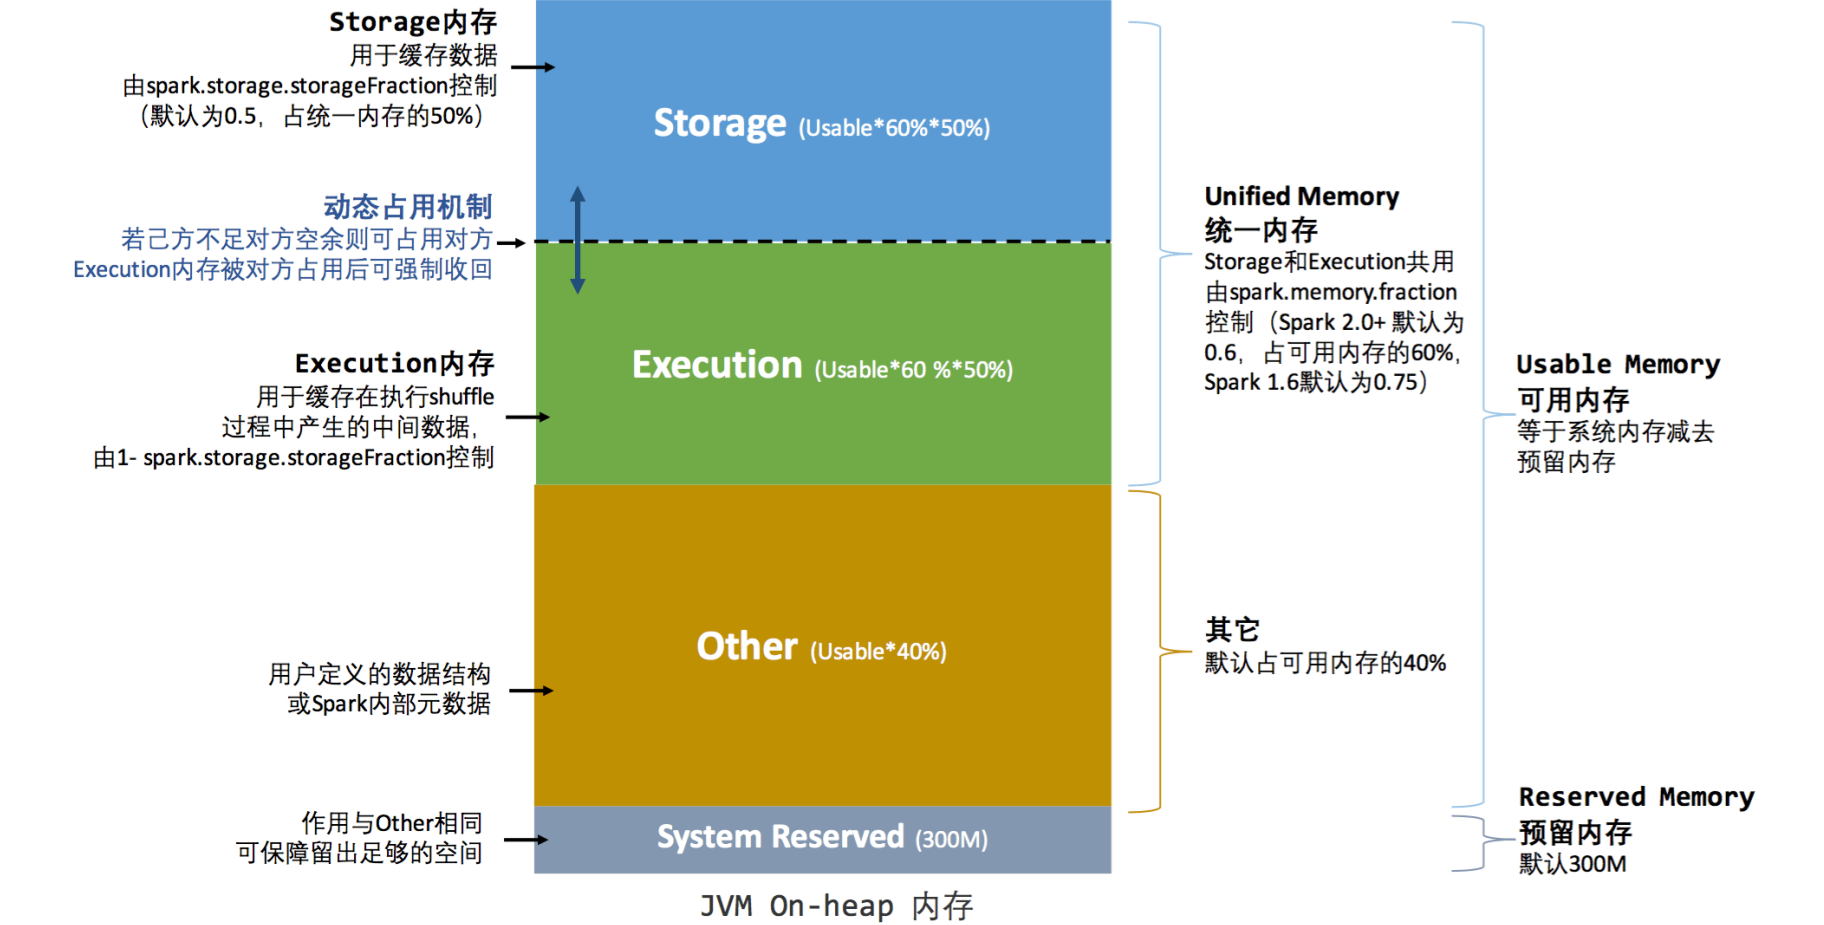 Storage内存
用于缓存数据
由spark.storage.storageFraction控制
（默认为0.5，占统一内存的50%）
动态占用机制
若己方不足对方空余则可占用对方
Execution内存被对方占用后可强制收回
Execution内存
用于缓存在执行shuffle
过程中产生的中间数据，
由1- spark.storage.storageFraction控制
用户定义的数据结构
或Spark内部元数据
作用与Other相同
可保障留出足够的空间
Storage (Usable*60%*50%)
Execution (Usable*60 %*50%)
Other (Usable*40%)
System Reserved (300M)
JVM On-heap 内存
Unified Memory
统一内存
Storage和Execution共用
由spark.memory.fraction
控制（Spark 2.0+ 默认为
0.6，占可用内存的60%，
Spark 1.6默认为0.75）
其它
默认占可用内存的40%
Usable Memory
可用内存
等于系统内存减去
预留内存
Reserved Memory
预留内存
默认300M